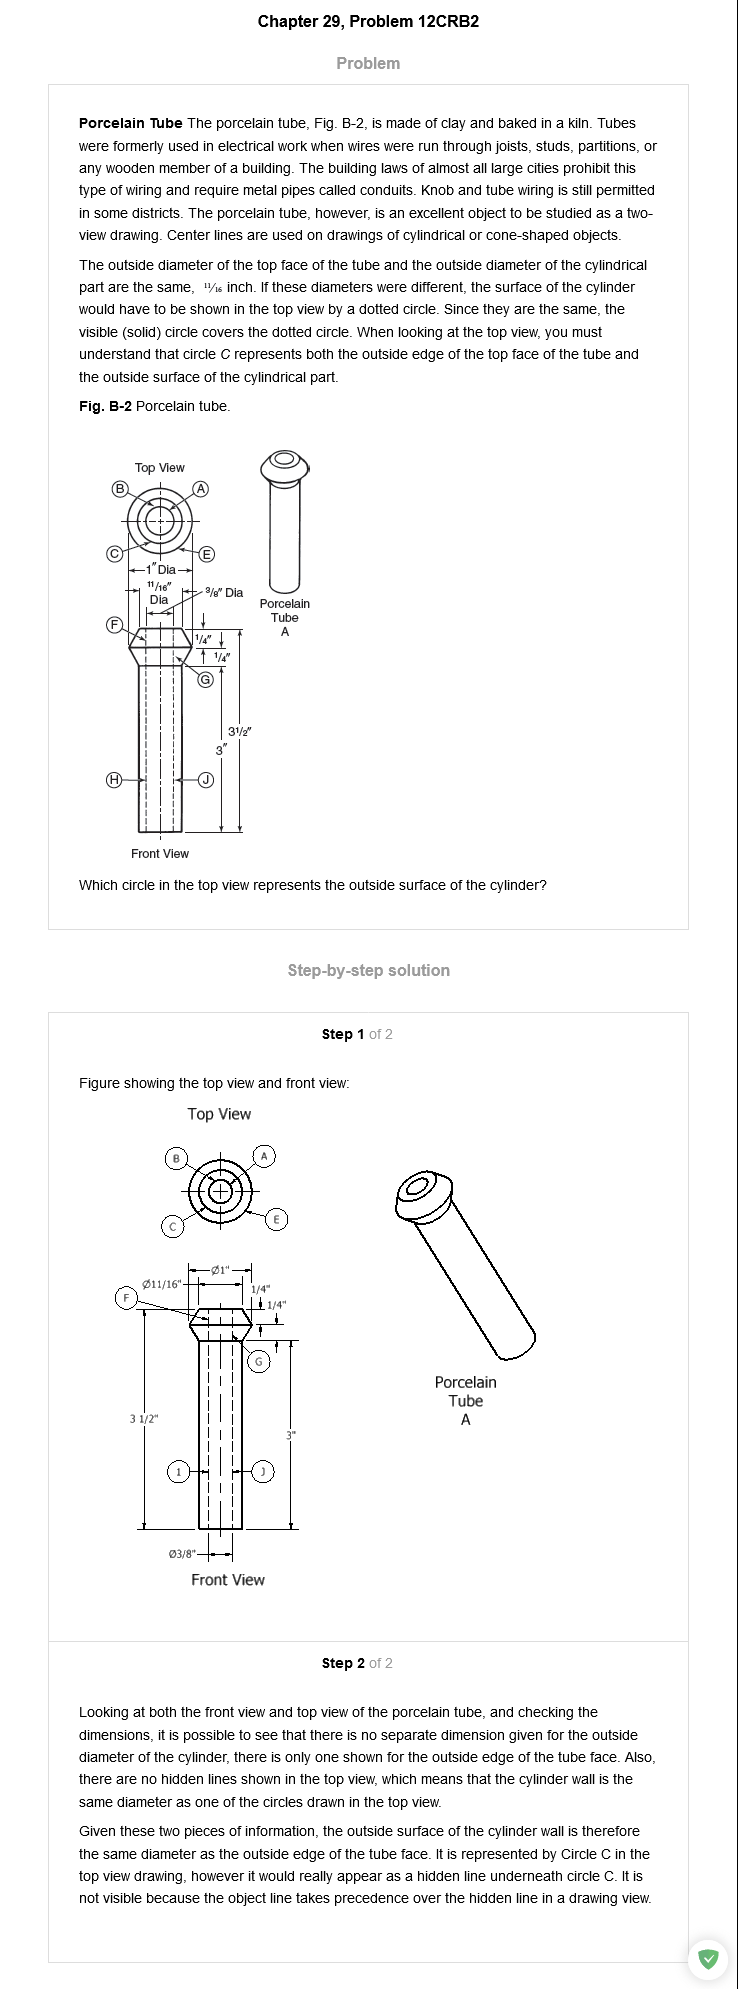 Chapter 29, Problem 12CRB2
Problem
Porcelain Tube The porcelain tube, Fig. B-2, is made of clay and baked in a kiln. Tubes
were formerly used in electrical work when wires were run through joists, studs, partitions, or
any wooden member of a building. The building laws of almost all large cities prohibit this
type of wiring and require metal pipes called conduits. Knob and tube wiring is still permitted
in some districts. The porcelain tube, however, is an excellent object to be studied as a two-
view drawing. Center lines are used on drawings of cylindrical or cone-shaped objects.
The outside diameter of the top face of the tube and the outside diameter of the cylindrical
part are the same, 11/16 inch. If these diameters were different, the surface of the cylinder
would have to be shown in the top view by a dotted circle. Since they are the same, the
visible (solid) circle covers the dotted circle. When looking at the top view, you must
understand that circle C represents both the outside edge of the top face of the tube and
the outside surface of the cylindrical part.
Fig. B-2 Porcelain tube.
Top View
B
A
C
E
1" Dia
11/16"
Dia
3/8" Dia
Porcelain
Tube
A
F
1/4"
1/4"
G
3 1/2"
3"
H
J
Front View
Which circle in the top view represents the outside surface of the cylinder?
Step-by-step solution
Step 1 of 2
Figure showing the top view and front view:
Top View
B
A
C
E
Ø1"
Ø11/16"
1/4"
F
1/4"
G
Porcelain
Tube
A
3 1/2"
3"
1
J
Ø3/8"
Front View
Step 2 of 2
Looking at both the front view and top view of the porcelain tube, and checking the
dimensions, it is possible to see that there is no separate dimension given for the outside
diameter of the cylinder, there is only one shown for the outside edge of the tube face. Also,
there are no hidden lines shown in the top view, which means that the cylinder wall is the
same diameter as one of the circles drawn in the top view.
Given these two pieces of information, the outside surface of the cylinder wall is therefore
the same diameter as the outside edge of the tube face. It is represented by Circle C in the
top view drawing, however it would really appear as a hidden line underneath circle C. It is
not visible because the object line takes precedence over the hidden line in a drawing view.